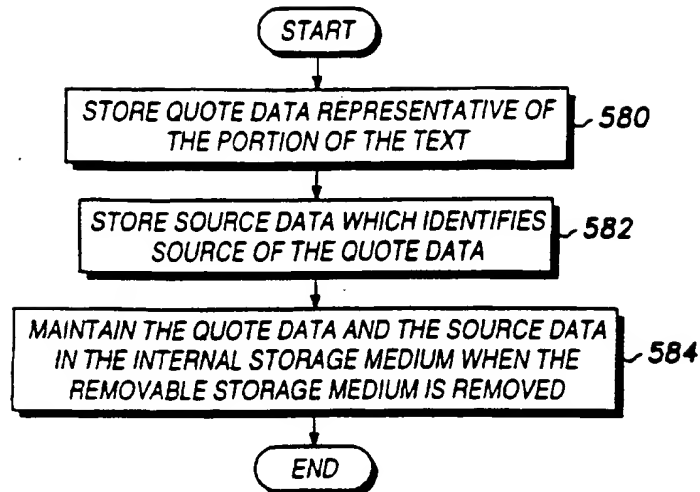 START
STORE QUOTE DATA REPRESENTATIVE OF
THE PORTION OF THE TEXT
580
STORE SOURCE DATA WHICH IDENTIFIES
SOURCE OF THE QUOTE DATA
582
MAINTAIN THE QUOTE DATA AND THE SOURCE DATA
IN THE INTERNAL STORAGE MEDIUM WHEN THE
REMOVABLE STORAGE MEDIUM IS REMOVED
584
END